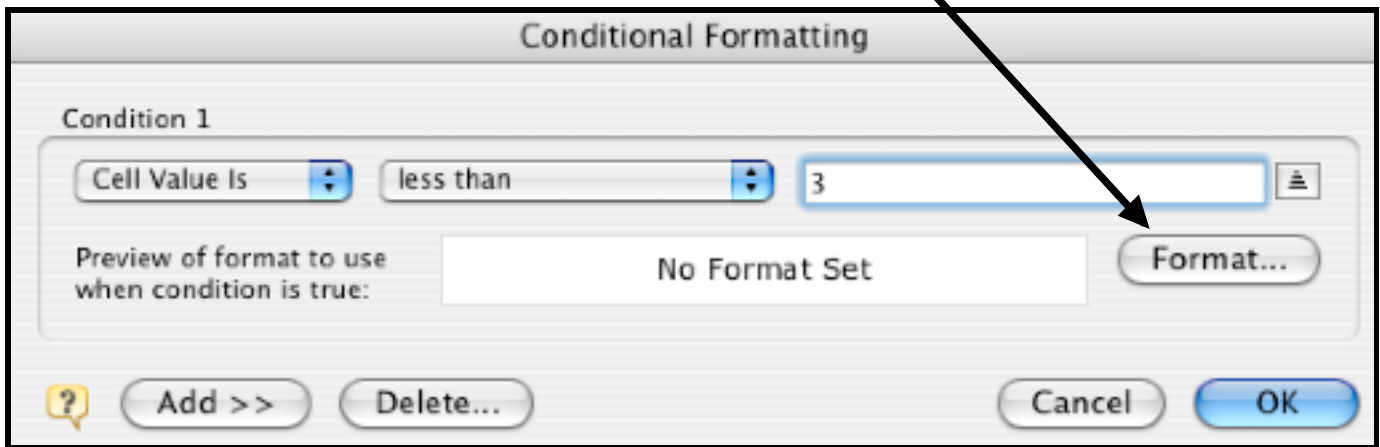 Conditional Formatting
Condition 1
Cell Value Is less than 3
Preview of format to use
when condition is true:
No Format Set
Format...
? Add >> Delete... Cancel OK